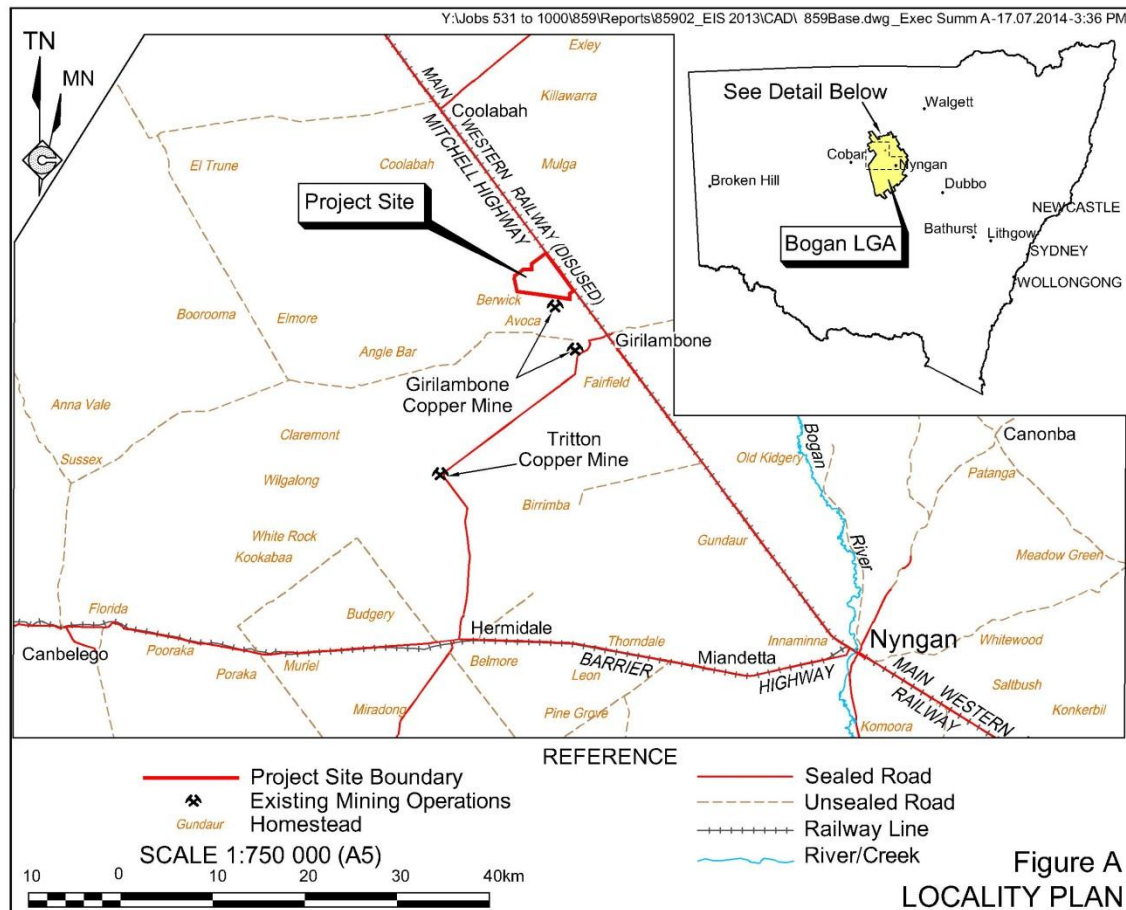 Y:\Jobs 531 to 1000\859\Reports\85902_EIS 2013\CAD\ 859Base.dwg_Exec Summ A-17.07.2014-3:36 PM
TN
MN
Exley
MAIN WESTERN RAILWAY (DISUSED)
MITCHELL HIGHWAY
Killawarra
Coolabah
El Trune
Coolabah
Mulga
Project Site
Berwick
Avoca
Boorooma
Elmore
Angle Bar
Girilambone
Girilambone
Copper Mine
Fairfield
Anna Vale
Claremont
Sussex
Tritton
Copper Mine
Wilgalong
Birrimba
White Rock
Kookabaa
Old Kidgery
Bogan
River
Canonba
Patanga
Gundaur
Meadow Green
Florida
Budgery
Hermidale
Thorndale
Innaminna
Nyngan
Whitewood
Canbelego
Pooraka
Poraka
Muriel
Belmore
BARRIER
HIGHWAY
Leon
Miandetta
MAIN WESTERN
RAILWAY
Saltbush
Konkerbil
Miradong
Pine Grove
Komoora
See Detail Below
Walgett
Cobar
Nyngan
Broken Hill
Dubbo
NEWCASTLE
Bathurst
Lithgow
SYDNEY
Bogan LGA
WOLLONGONG
REFERENCE
Project Site Boundary
Existing Mining Operations
Gundaur
Homestead
Sealed Road
Unsealed Road
Railway Line
River/Creek
SCALE 1:750 000 (A5)
10 0 10 20 30 40km
Figure A
LOCALITY PLAN